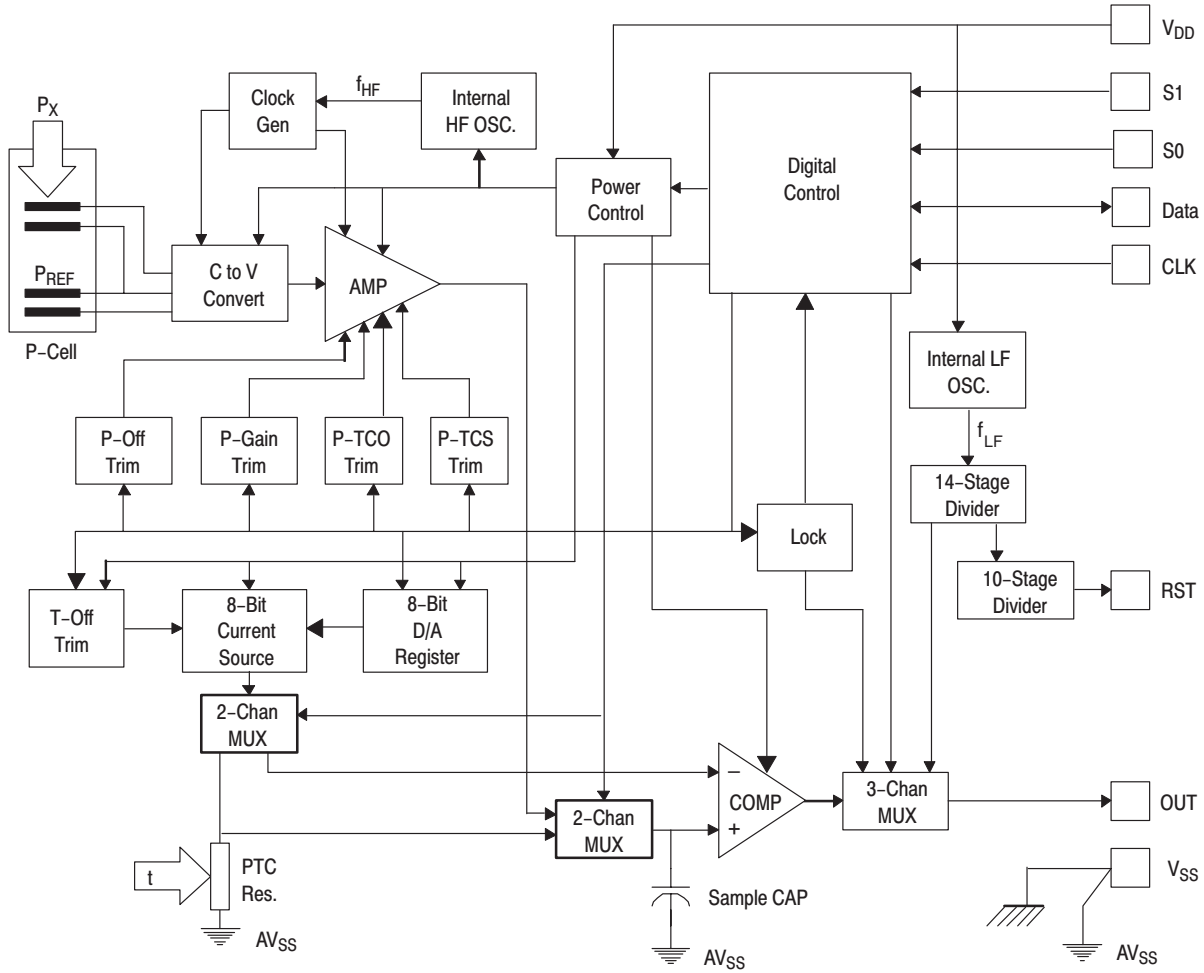 V_DD
S1
S0
Data
CLK
P_X
Clock
Gen
f_HF
Internal
HF OSC.
Digital
Control
Power
Control
P_REF
C to V
Convert
AMP
P–Cell
Internal LF
OSC.
f_LF
P–Off
Trim
P–Gain
Trim
P–TCO
Trim
P–TCS
Trim
14–Stage
Divider
Lock
10–Stage
Divider
RST
T–Off
Trim
8–Bit
Current
Source
8–Bit
D/A
Register
2–Chan
MUX
–
COMP
+
3–Chan
MUX
OUT
2–Chan
MUX
t
PTC
Res.
Sample CAP
V_SS
AV_SS
AV_SS
AV_SS